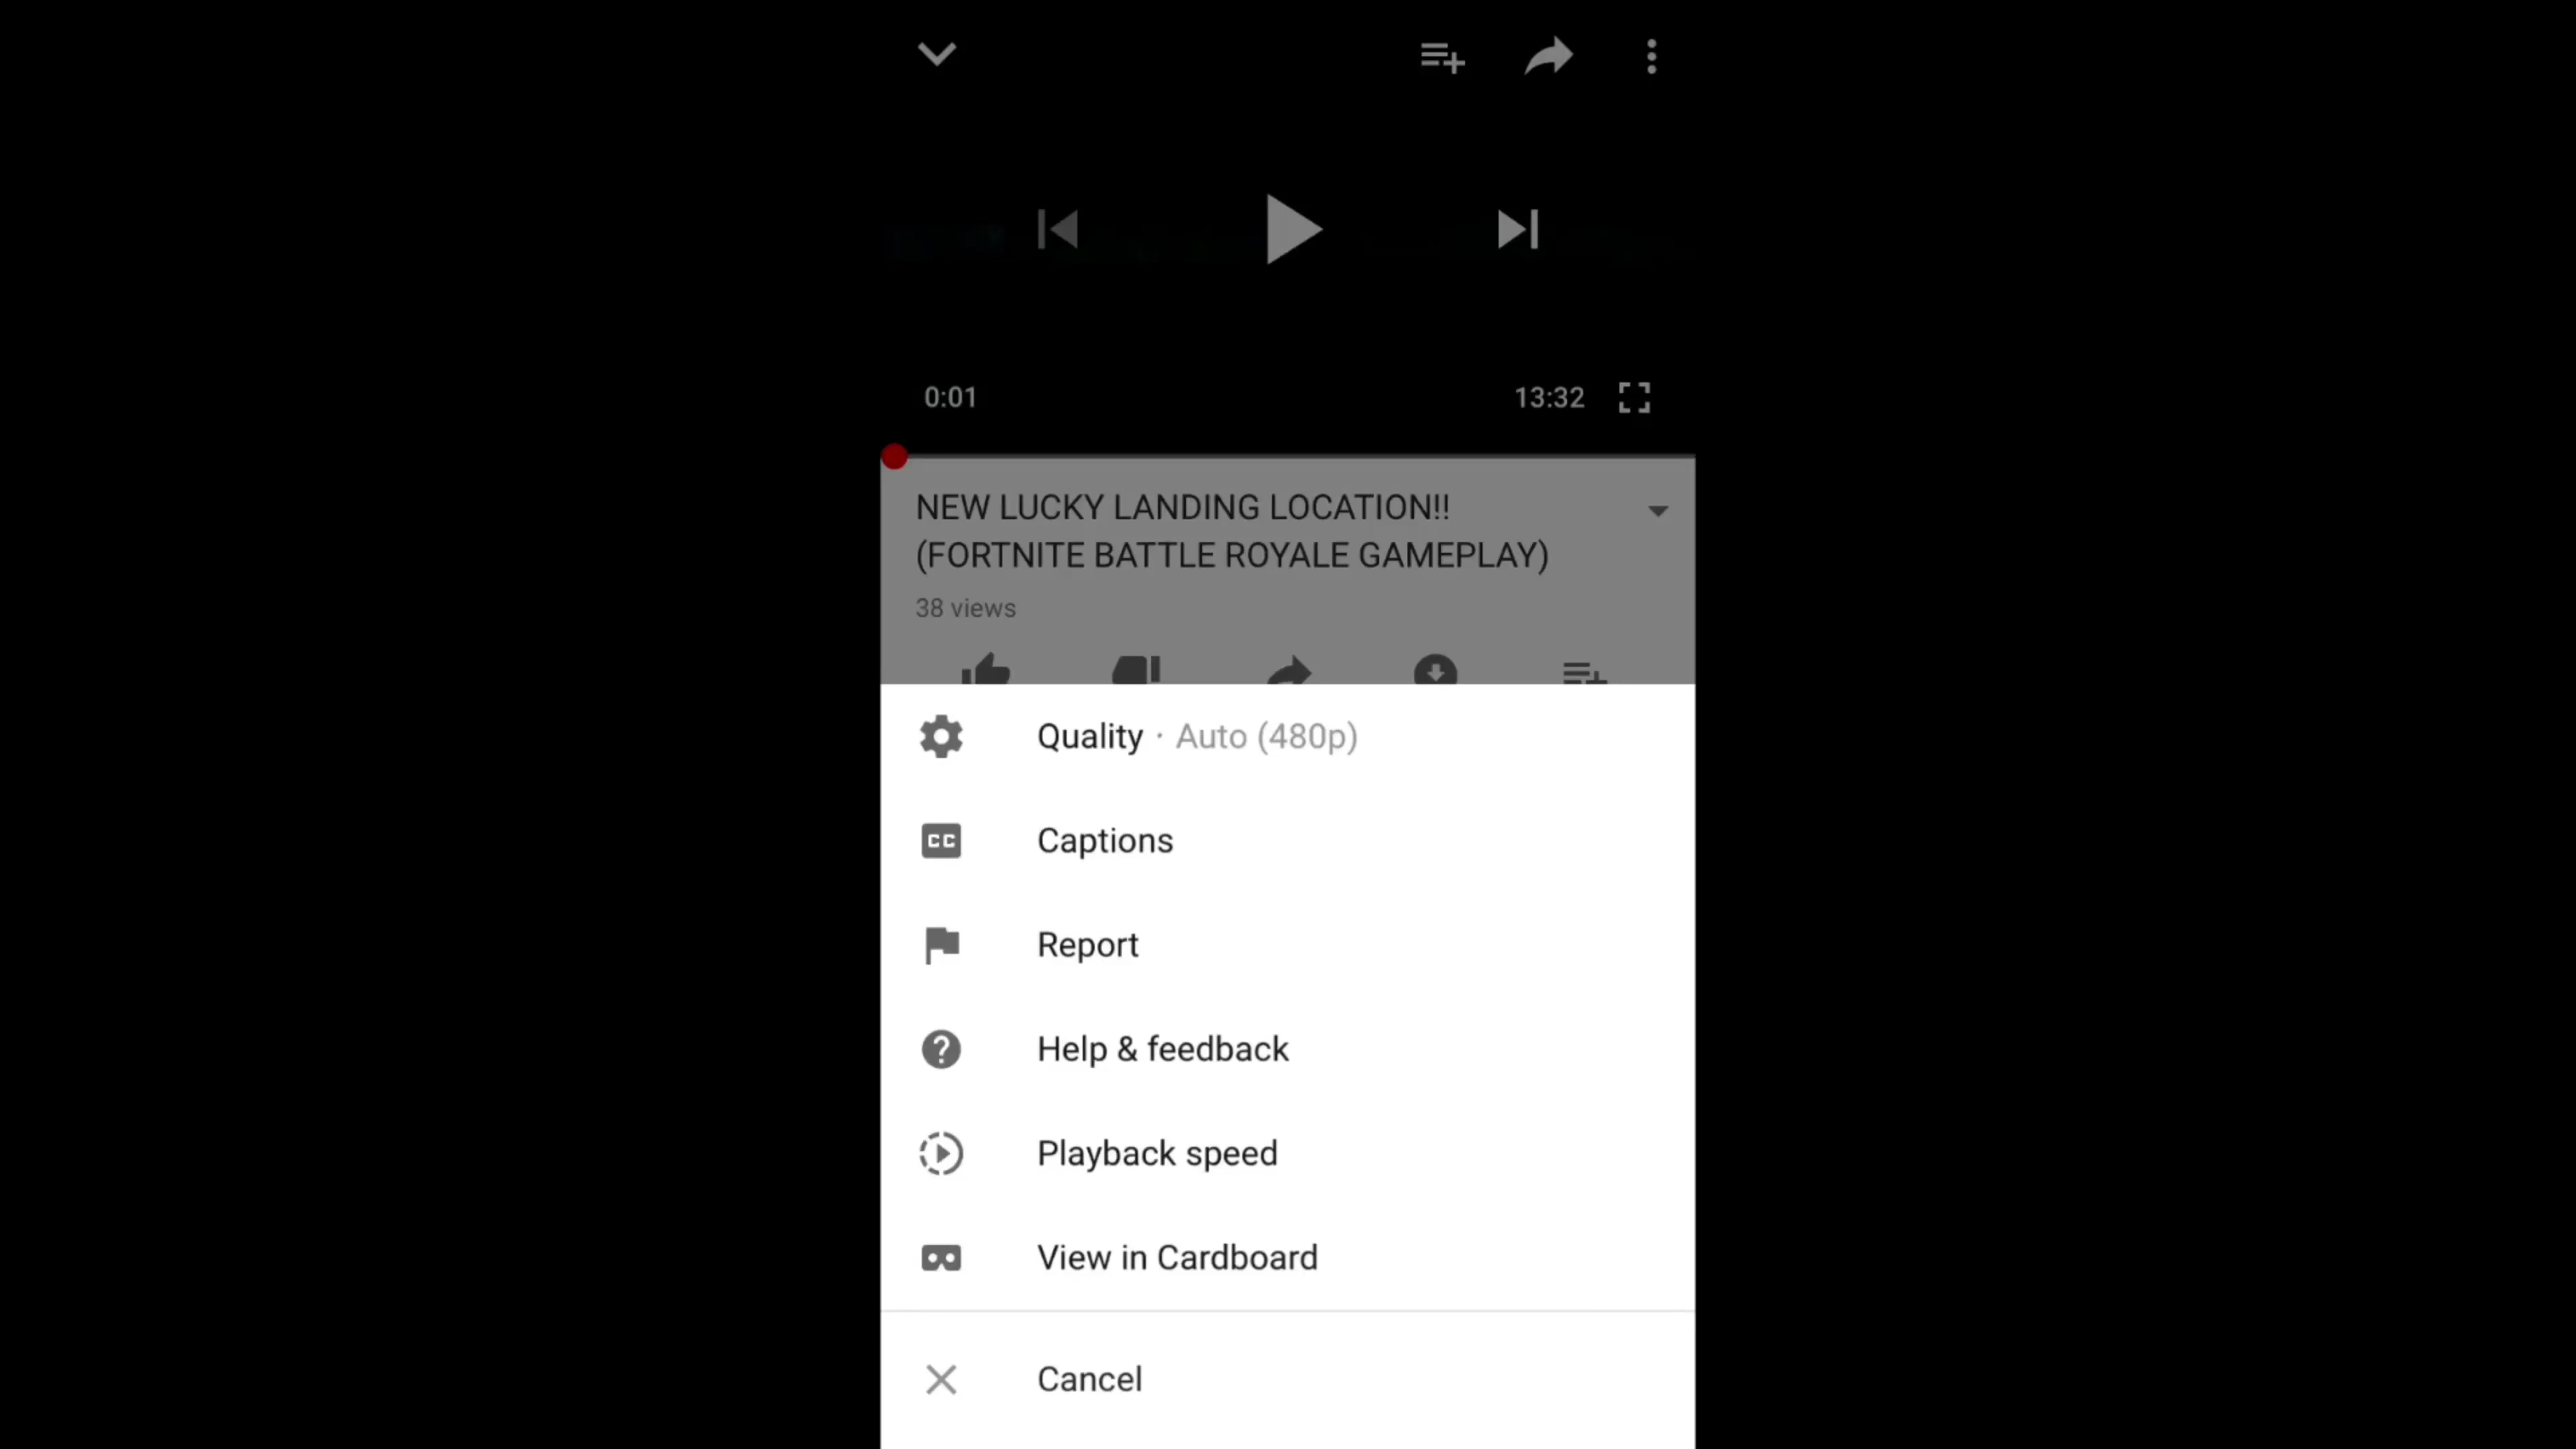 0:01
13:32
NEW LUCKY LANDING LOCATION!!
(FORTNITE BATTLE ROYALE GAMEPLAY)
38 views
Quality · Auto (480p)
CC Captions
Report
Help & feedback
Playback speed
View in Cardboard
Cancel